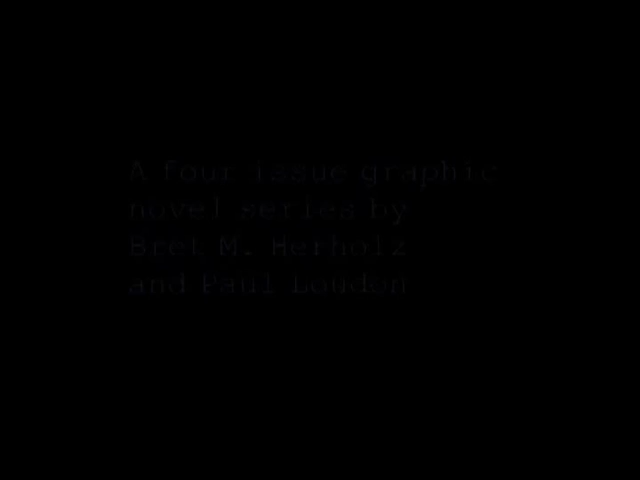 A four issue graphic
novel series by
Bret M. Herholz
and Paul Louden